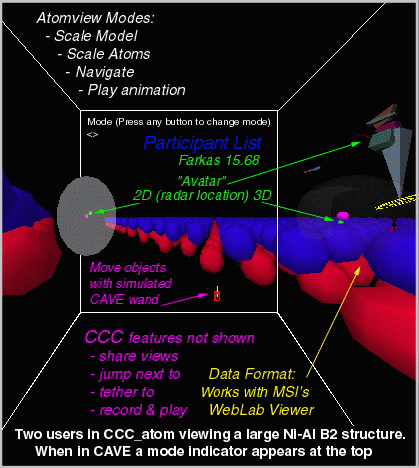 Atomview Modes:
- Scale Model
- Scale Atoms
- Navigate
- Play animation
Mode (Press any button to change mode)
<>
Participant List
Farkas 15.68
"Avatar"
2D (radar location) 3D
Move objects
with simulated
CAVE wand
CCC features not shown
- share views
- jump next to
- tether to
- record & play
Data Format:
Works with MSI's
WebLab Viewer
Two users in CCC_atom viewing a large Ni-Al B2 structure.
When in CAVE a mode indicator appears at the top